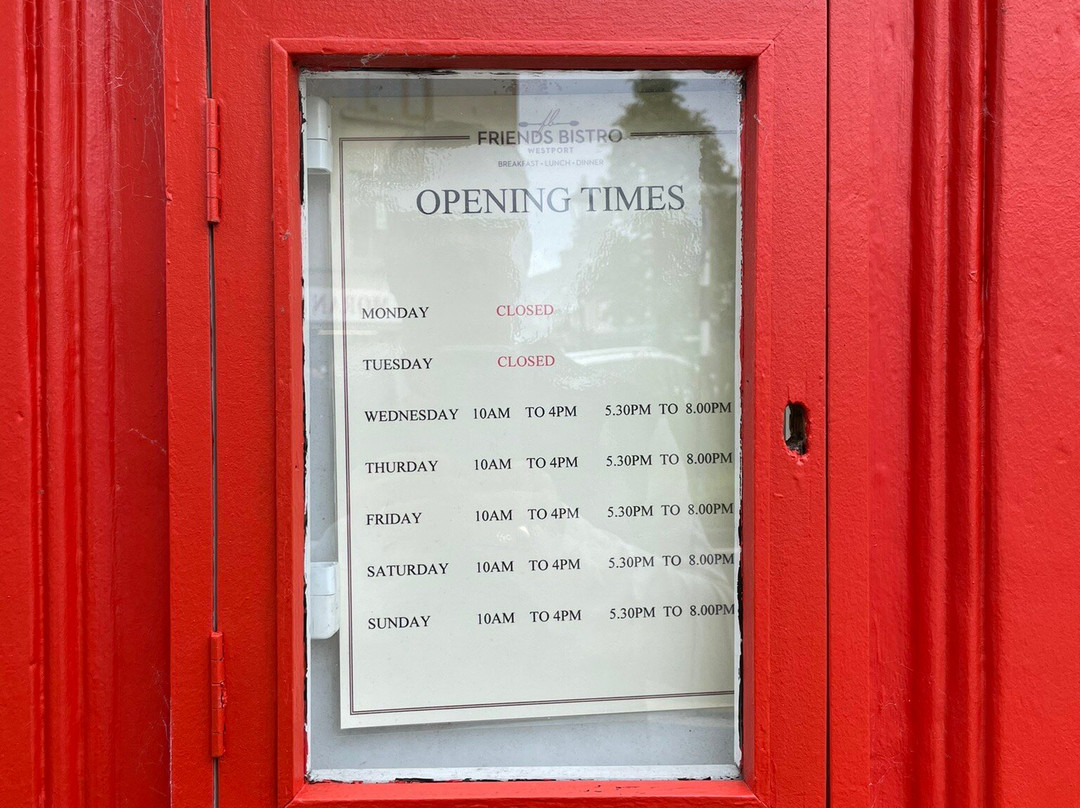 FRIENDS BISTRO
WESTPORT
BREAKFAST • LUNCH • DINNER
OPENING TIMES
MONDAY CLOSED
TUESDAY CLOSED
WEDNESDAY 10AM TO 4PM 5.30PM TO 8.00PM
THURDAY 10AM TO 4PM 5.30PM TO 8.00PM
FRIDAY 10AM TO 4PM 5.30PM TO 8.00PM
SATURDAY 10AM TO 4PM 5.30PM TO 8.00PM
SUNDAY 10AM TO 4PM 5.30PM TO 8.00PM